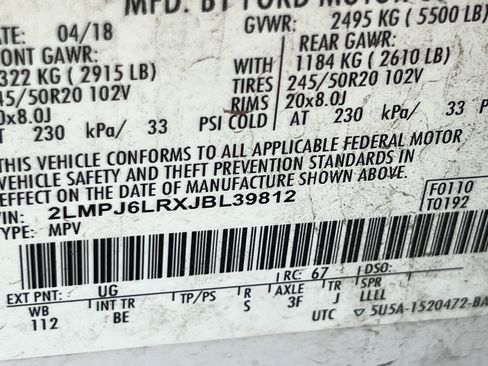 MFD. BY FORD MOTOR
DATE: 04/18 GVWR: 2495 KG ( 5500 LB)
FRONT GAWR: REAR GAWR:
1322 KG ( 2915 LB) WITH 1184 KG ( 2610 LB)
245/50R20 102V TIRES 245/50R20 102V
20x8.0J RIMS 20x8.0J
AT 230 kPa/ 33 PSI COLD AT 230 kPa/ 33
THIS VEHICLE CONFORMS TO ALL APPLICABLE FEDERAL MOTOR
VEHICLE SAFETY AND THEFT PREVENTION STANDARDS IN
EFFECT ON THE DATE OF MANUFACTURE SHOWN ABOVE.
VIN: 2LMPJ6LRXJBL39812 F0110
TYPE: MPV T0192
EXT PNT: UG RC: 67 DSO:
WB INT TR TP/PS R AXLE TR SPR
112 BE S 3F J LLLL
UTC 5U5A-1520472-BA